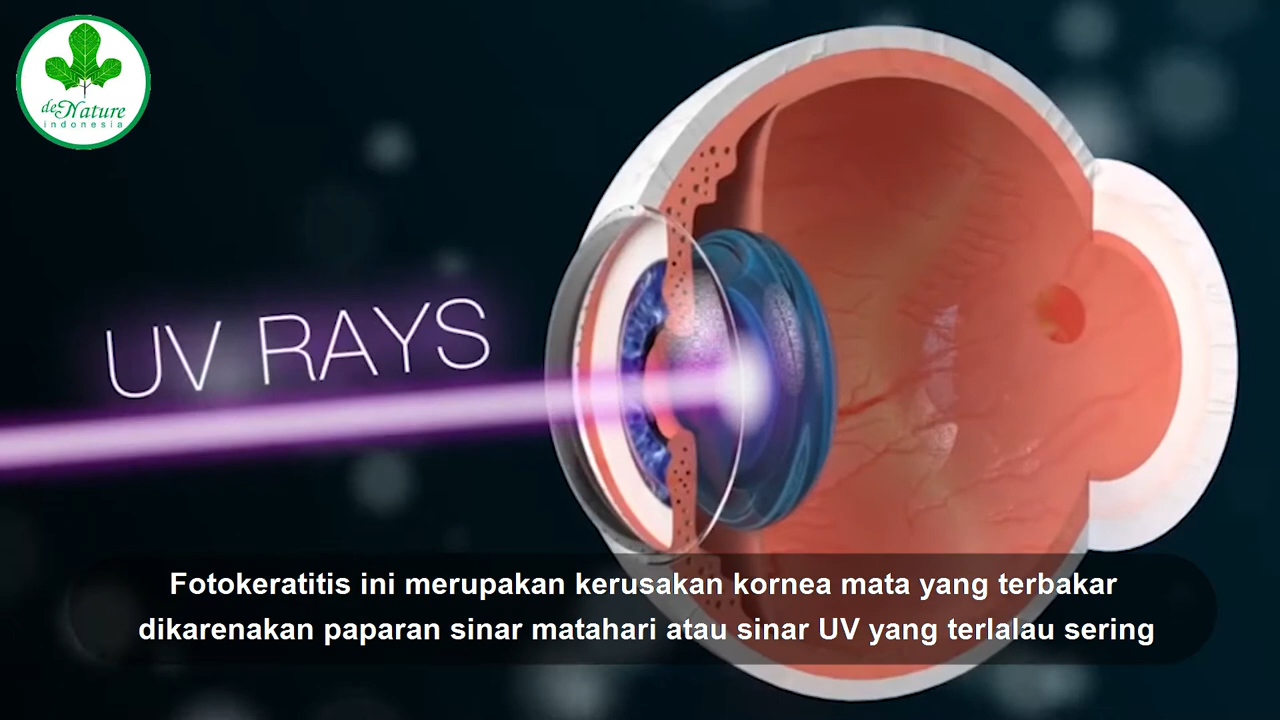 deNature
indonesia
UV RAYS
Fotokeratitis ini merupakan kerusakan kornea mata yang terbakar
dikarenakan paparan sinar matahari atau sinar UV yang terlalau sering